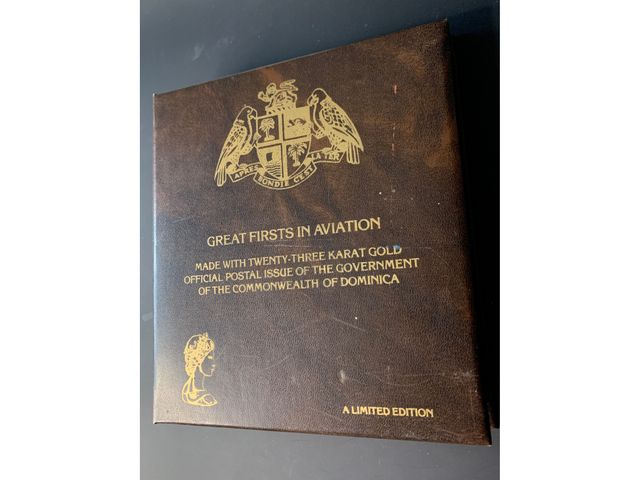 APRES BONDIE C'EST LA TER
GREAT FIRSTS IN AVIATION
MADE WITH TWENTY-THREE KARAT GOLD
OFFICIAL POSTAL ISSUE OF THE GOVERNMENT
OF THE COMMONWEALTH OF DOMINICA
A LIMITED EDITION